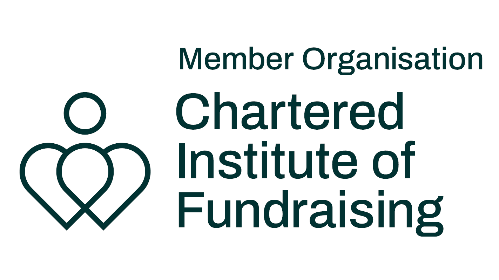 Member Organisation
Chartered
Institute of
Fundraising